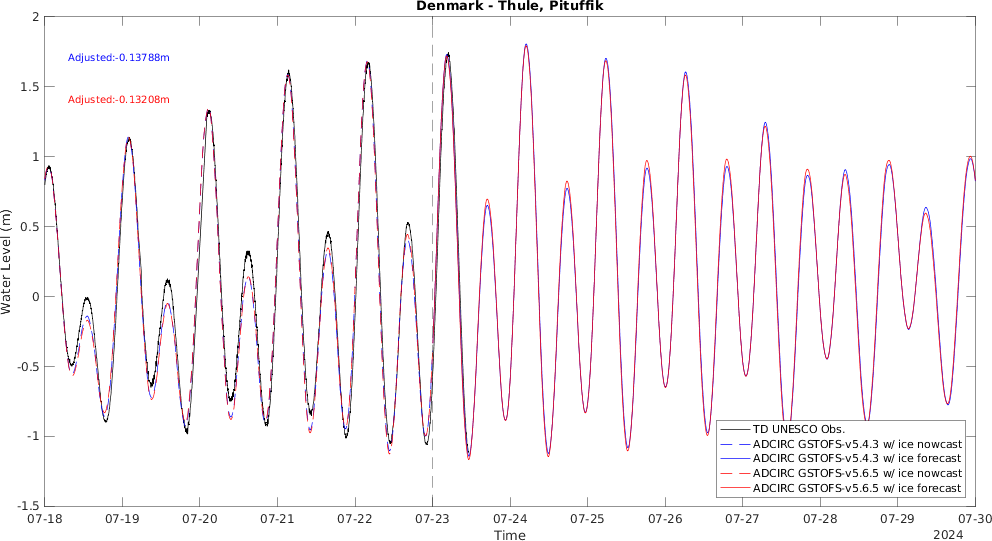 Denmark - Thule, Pituffik
Adjusted:-0.13788m
Adjusted:-0.13208m
Water Level (m)
2
1.5
1
0.5
0
-0.5
-1
-1.5
TD UNESCO Obs.
ADCIRC GSTOFS-v5.4.3 w/ ice nowcast
ADCIRC GSTOFS-v5.4.3 w/ ice forecast
ADCIRC GSTOFS-v5.6.5 w/ ice nowcast
ADCIRC GSTOFS-v5.6.5 w/ ice forecast
07-18 07-19 07-20 07-21 07-22 07-23 07-24 07-25 07-26 07-27 07-28 07-29 07-30
Time
2024